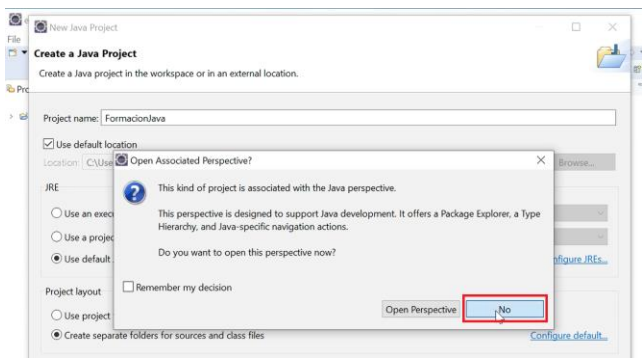 New Java Project
File
Create a Java Project
Create a Java project in the workspace or in an external location.
Project name: FormacionJava
Use default location
Location: C:\Use
Browse...
Open Associated Perspective?
This kind of project is associated with the Java perspective.
This perspective is designed to support Java development. It offers a Package Explorer, a Type
Hierarchy, and Java-specific navigation actions.
Do you want to open this perspective now?
Remember my decision
Open Perspective
No
JRE
Use an exec
Use a projec
Use default
nfigure JREs...
Project layout
Use project
Create separate folders for sources and class files
Configure default...